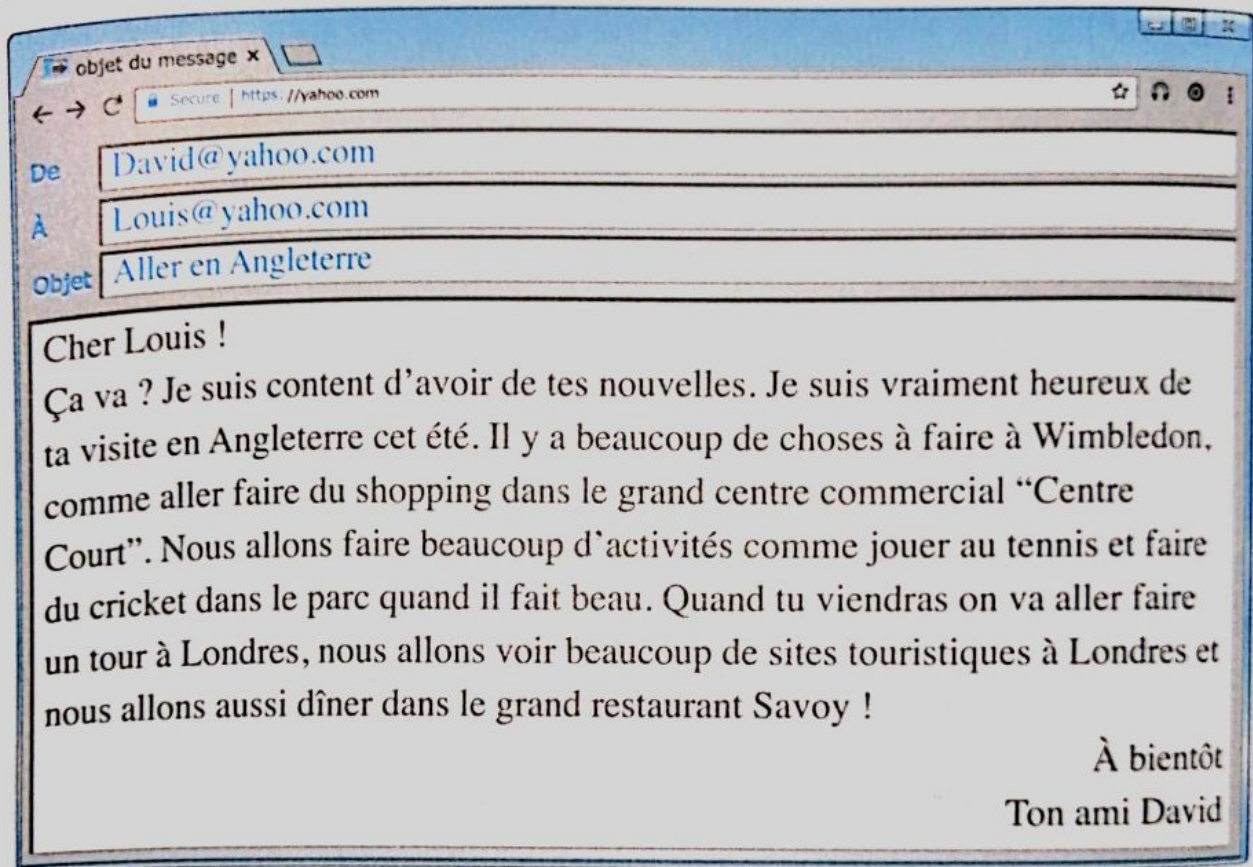 objet du message x
Secure | https://yahoo.com
De David@yahoo.com
À Louis@yahoo.com
Objet Aller en Angleterre
Cher Louis !
Ça va ? Je suis content d’avoir de tes nouvelles. Je suis vraiment heureux de
ta visite en Angleterre cet été. Il y a beaucoup de choses à faire à Wimbledon,
comme aller faire du shopping dans le grand centre commercial “Centre
Court”. Nous allons faire beaucoup d’activités comme jouer au tennis et faire
du cricket dans le parc quand il fait beau. Quand tu viendras on va aller faire
un tour à Londres, nous allons voir beaucoup de sites touristiques à Londres et
nous allons aussi dîner dans le grand restaurant Savoy !
À bientôt
Ton ami David